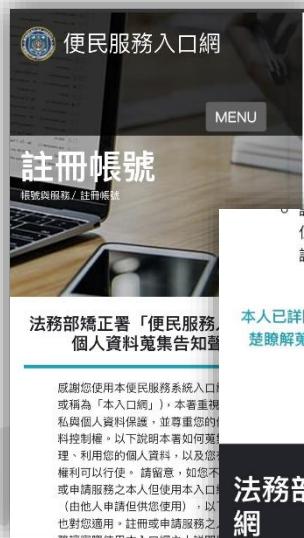 便民服務入口網
MENU
註冊帳號
帳號與服務 / 註冊帳號
法務部矯正署「便民服務
個人資料蒐集告知聲
感謝您使用本便民服務系統入口
或稱為「本入口網」)，本署重視
私與個人資料保護，並尊重您的
料控制權。以下說明本署如何蒐
理、利用您的個人資料，以及您
權利可以行使。 請留意，如您不
或申請服務之本人但使用本入口
（由他人申請但供您使用），以
也對您適用。註冊或申請服務之
本人已詳
楚瞭解蒐
法務部
網